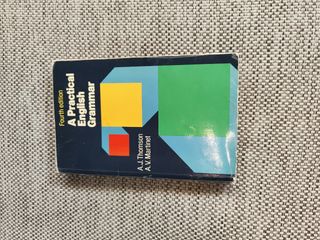 Fourth edition
A Practical
English
Grammar
A.J. Thomson
A.V. Martinet